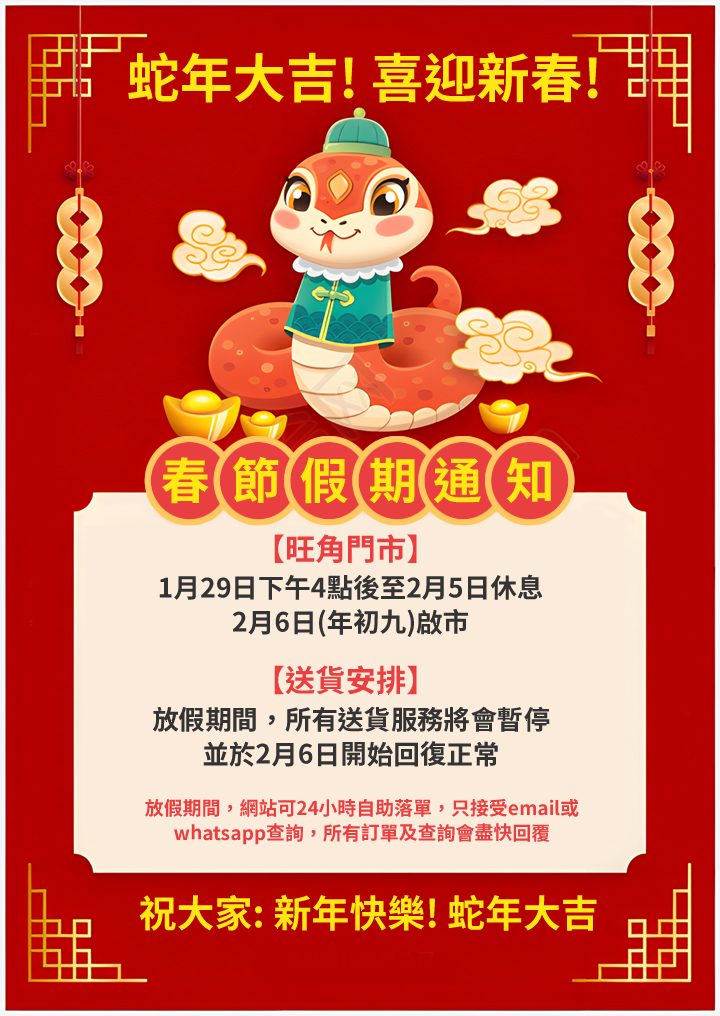 蛇年大吉! 喜迎新春!
春節假期通知
【旺角門市】
1月29日下午4點後至2月5日休息
2月6日(年初九)啟市
【送貨安排】
放假期間，所有送貨服務將會暫停
並於2月6日開始回復正常
放假期間，網站可24小時自助落單，只接受email或
whatsapp查詢，所有訂單及查詢會盡快回覆
祝大家: 新年快樂! 蛇年大吉